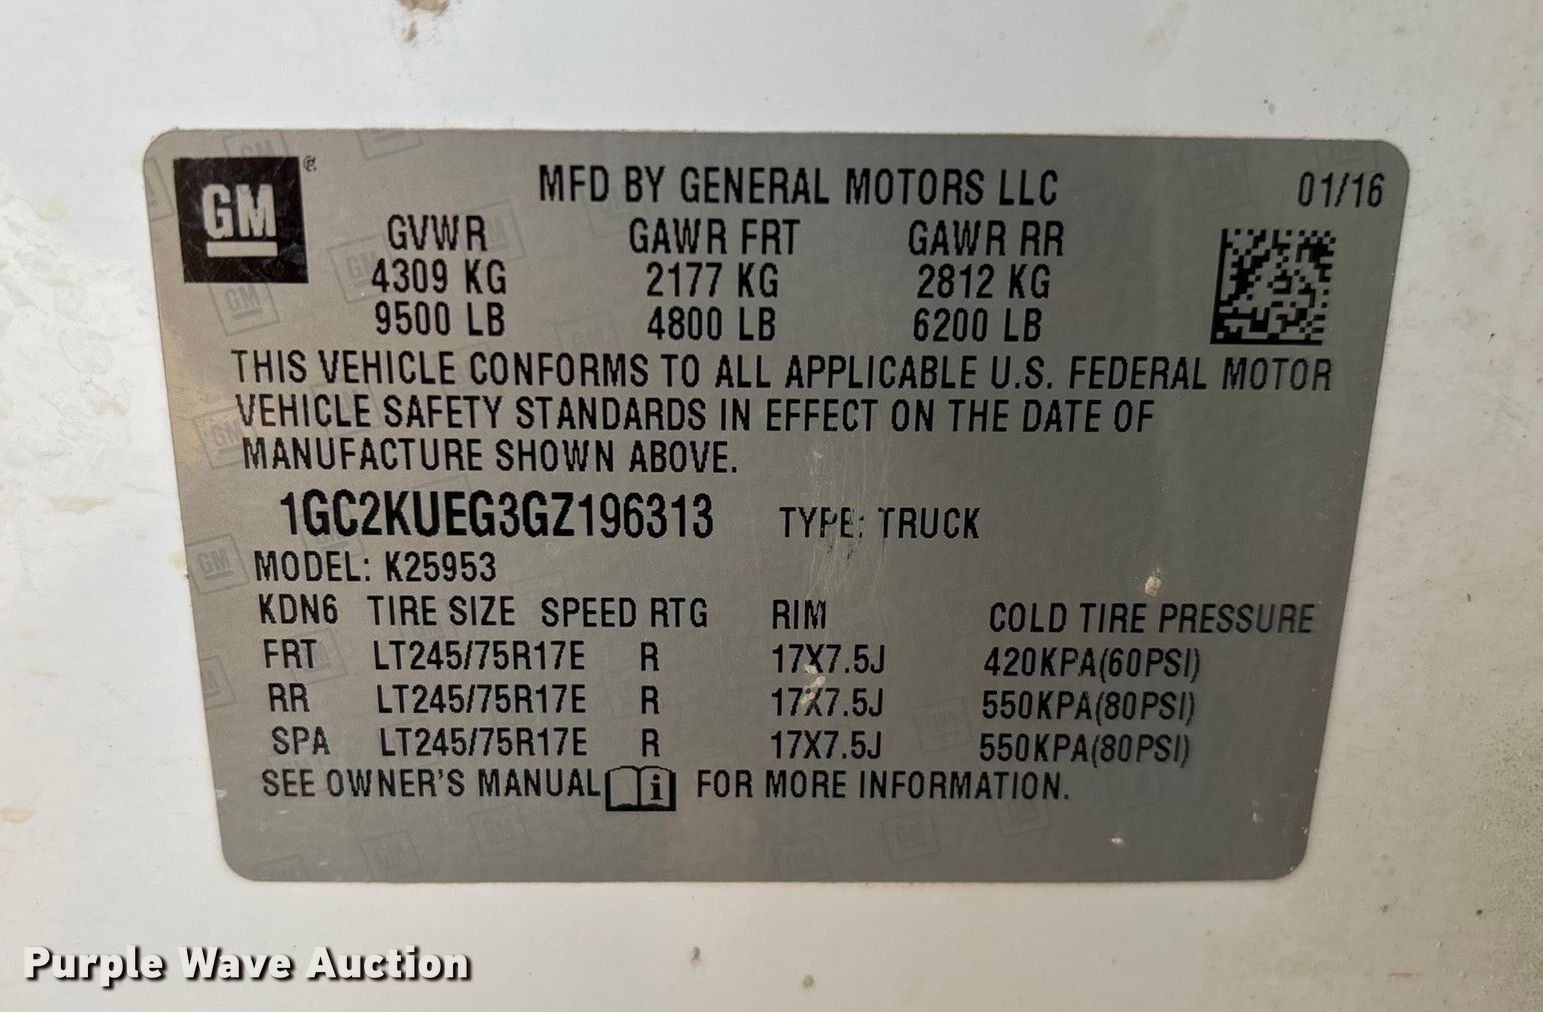 GM®
MFD BY GENERAL MOTORS LLC 01/16
GVWR GAWR FRT GAWR RR
4309 KG 2177 KG 2812 KG
9500 LB 4800 LB 6200 LB
THIS VEHICLE CONFORMS TO ALL APPLICABLE U.S. FEDERAL MOTOR
VEHICLE SAFETY STANDARDS IN EFFECT ON THE DATE OF
MANUFACTURE SHOWN ABOVE.
1GC2KUEG3GZ196313 TYPE: TRUCK
MODEL: K25953
KDN6 TIRE SIZE SPEED RTG RIM COLD TIRE PRESSURE
FRT LT245/75R17E R 17X7.5J 420KPA(60PSI)
RR LT245/75R17E R 17X7.5J 550KPA(80PSI)
SPA LT245/75R17E R 17X7.5J 550KPA(80PSI)
SEE OWNER'S MANUAL i FOR MORE INFORMATION.
Purple Wave Auction